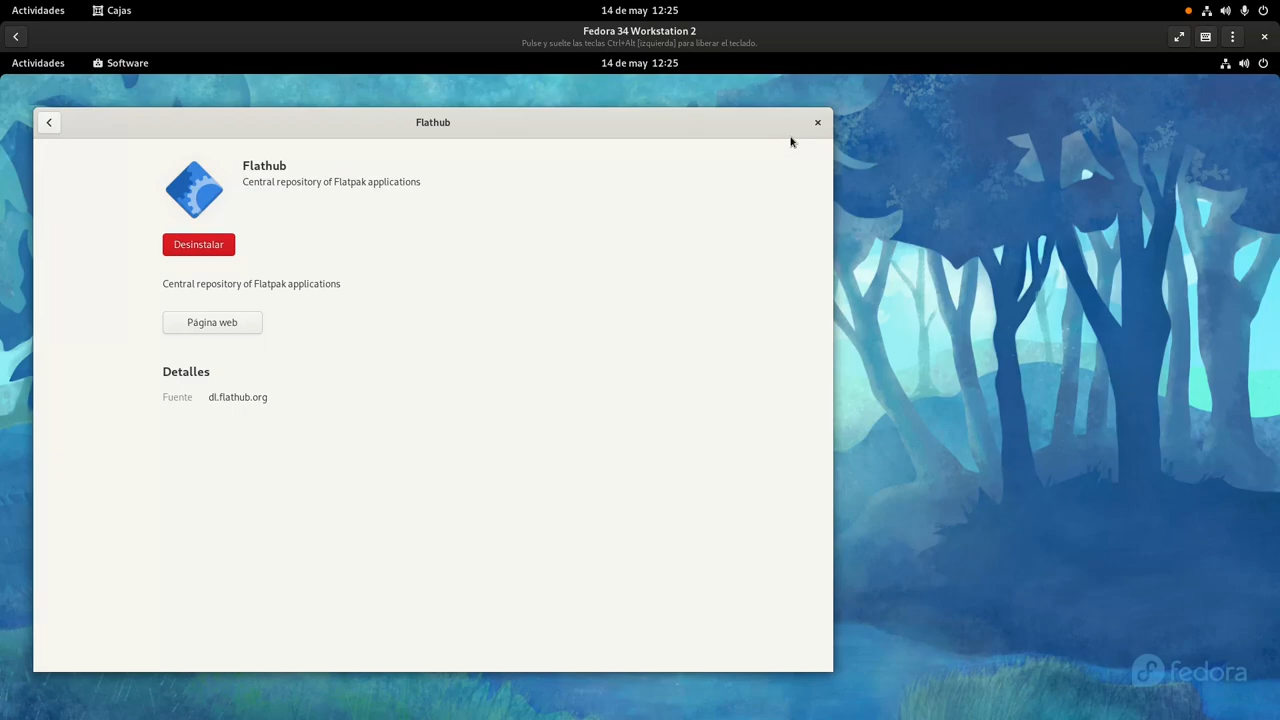 Actividades Cajas 14 de may 12:25
Fedora 34 Workstation 2
Pulse y suelte las teclas Ctrl+Alt [izquierda] para liberar el teclado.
Actividades Software 14 de may 12:25
Flathub
Flathub
Central repository of Flatpak applications
Desinstalar
Central repository of Flatpak applications
Página web
Detalles
Fuente dl.flathub.org
fedora